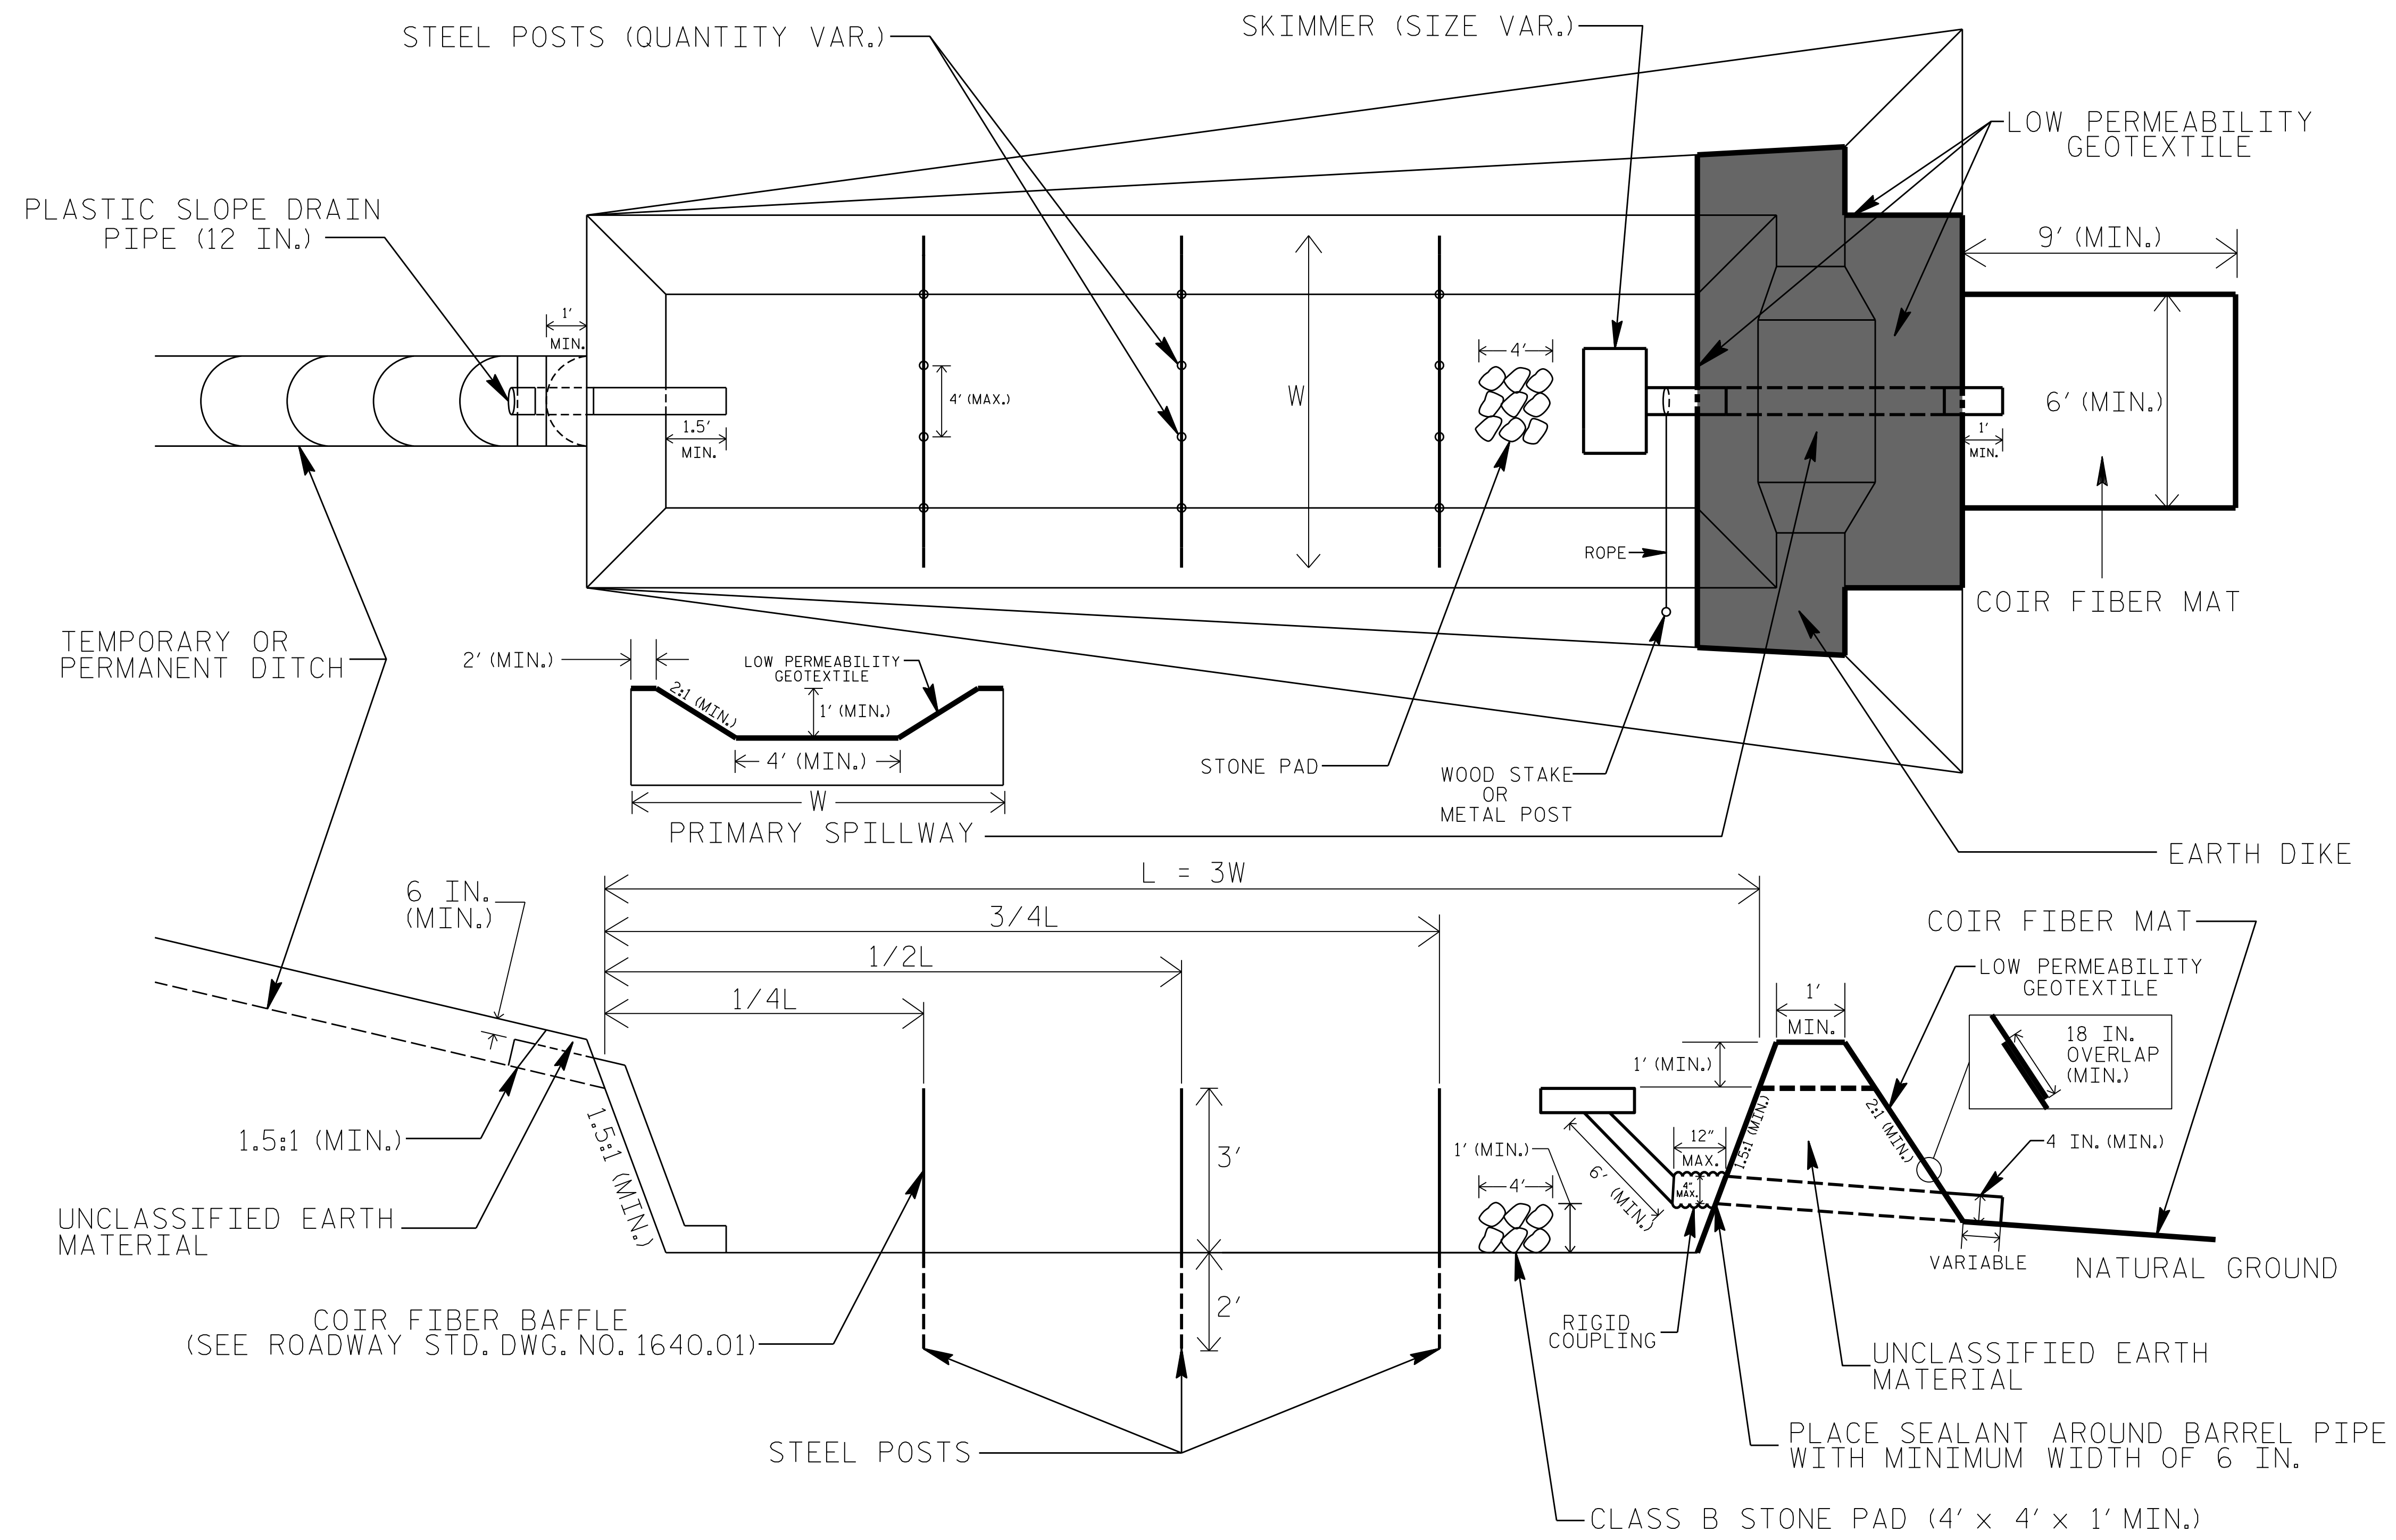 STEEL POSTS (QUANTITY VAR.)
SKIMMER (SIZE VAR.)
LOW PERMEABILITY
GEOTEXTILE
PLASTIC SLOPE DRAIN
PIPE (12 IN.)
9' (MIN.)
1'
MIN.
4'
4' (MAX.)
W
6' (MIN.)
1.5'
MIN.
1'
MIN.
ROPE
COIR FIBER MAT
TEMPORARY OR
PERMANENT DITCH
2' (MIN.)
LOW PERMEABILITY
GEOTEXTILE
2:1 (MIN.)
1' (MIN.)
4' (MIN.)
STONE PAD
WOOD STAKE
OR
METAL POST
W
PRIMARY SPILLWAY
EARTH DIKE
L = 3W
6 IN.
(MIN.)
3/4L
COIR FIBER MAT
1/2L
LOW PERMEABILITY
GEOTEXTILE
1/4L
1'
MIN.
18 IN.
OVERLAP
(MIN.)
1' (MIN.)
1.5:1 (MIN.)
1.5:1 (MIN.)
1.5:1 (MIN.)
2:1 (MIN.)
12"
MAX.
4 IN. (MIN.)
1' (MIN.)
3'
4'
6' (MIN.)
4"
MAX.
UNCLASSIFIED EARTH
MATERIAL
VARIABLE
NATURAL GROUND
2'
COIR FIBER BAFFLE
(SEE ROADWAY STD. DWG. NO. 1640.01)
RIGID
COUPLING
UNCLASSIFIED EARTH
MATERIAL
STEEL POSTS
PLACE SEALANT AROUND BARREL PIPE
WITH MINIMUM WIDTH OF 6 IN.
CLASS B STONE PAD (4' x 4' x 1' MIN.)